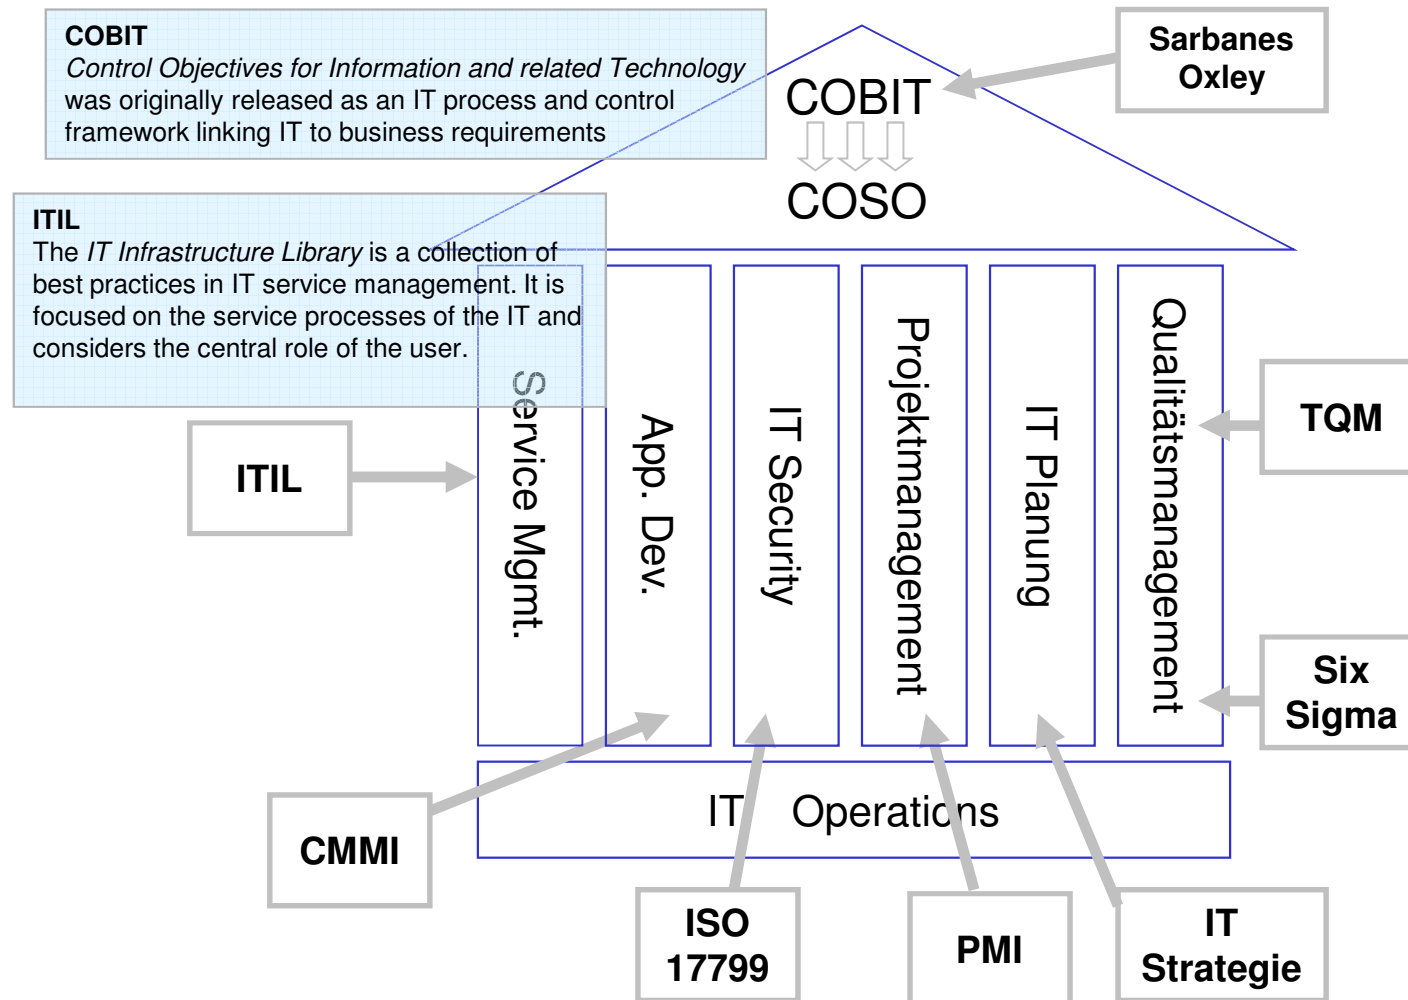 COBIT
Control Objectives for Information and related Technology
was originally released as an IT process and control
framework linking IT to business requirements
Sarbanes
Oxley
COBIT
COSO
ITIL
The IT Infrastructure Library is a collection of
best practices in IT service management. It is
focused on the service processes of the IT and
considers the central role of the user.
ITIL
Service Mgmt.
App. Dev.
IT Security
Projektmanagement
IT Planung
Qualitätsmanagement
TQM
Six
Sigma
IT Operations
CMMI
ISO
17799
PMI
IT
Strategie